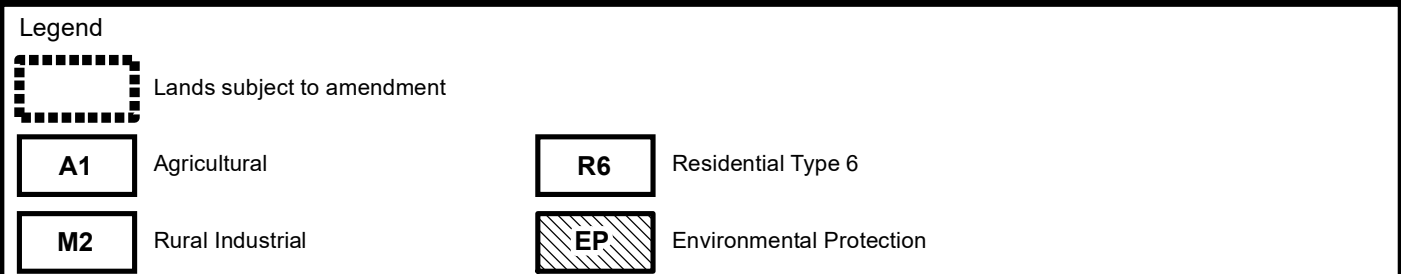 Legend
Lands subject to amendment
A1 Agricultural R6 Residential Type 6
M2 Rural Industrial EP Environmental Protection